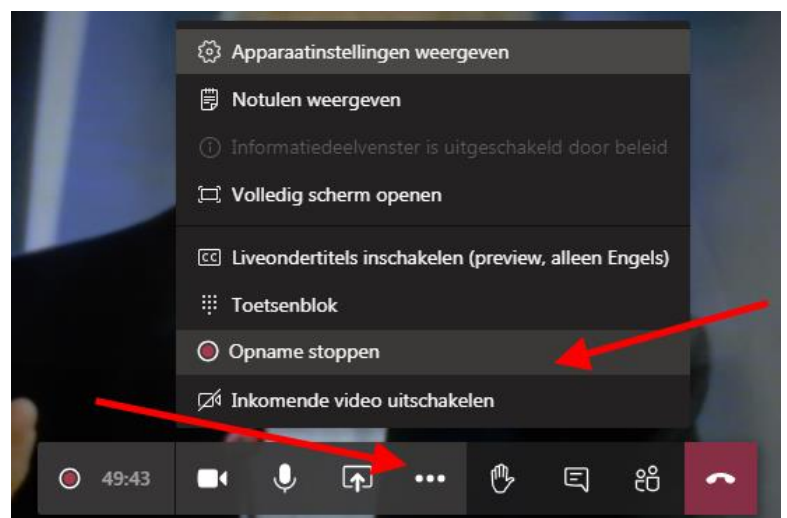 Apparaatinstellingen weergeven
Notulen weergeven
Informatiedeelvenster is uitgeschakeld door beleid
Volledig scherm openen
CC Liveondertitels inschakelen (preview, alleen Engels)
Toetsenblok
Opname stoppen
Inkomende video uitschakelen
49:43